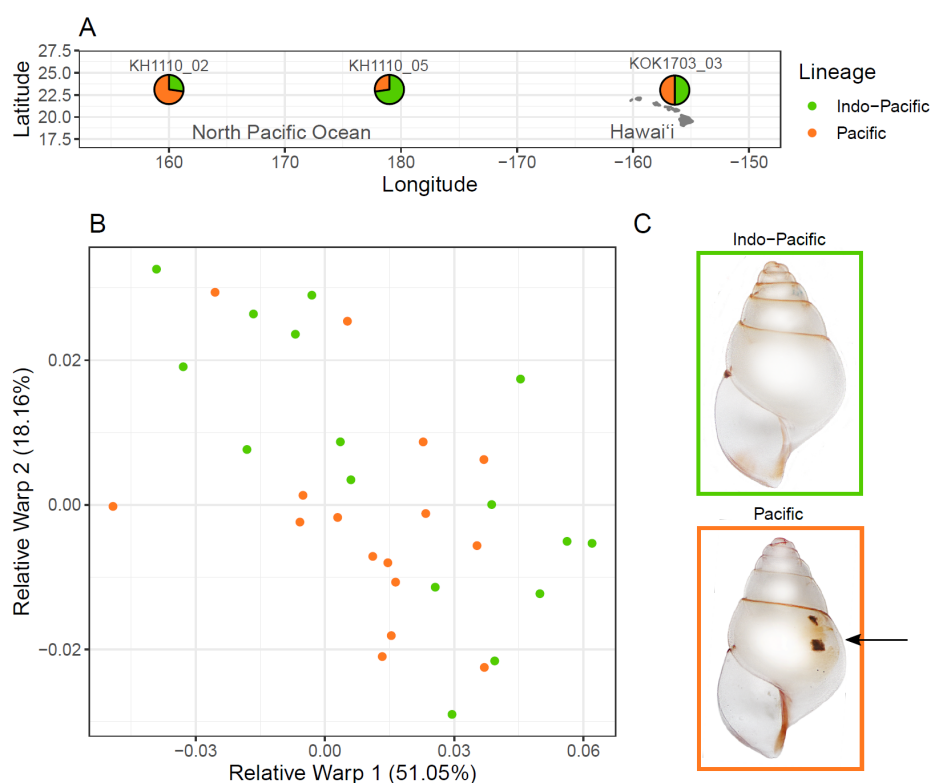 A
27.5
25.0
22.5
20.0
17.5
Latitude
KH1110_02
KH1110_05
KOK1703_03
North Pacific Ocean
Hawaiʻi
160
170
180
−170
−160
−150
Longitude
Lineage
Indo−Pacific
Pacific
B
0.02
0.00
−0.02
Relative Warp 2 (18.16%)
−0.03
0.00
0.03
0.06
Relative Warp 1 (51.05%)
C
Indo−Pacific
Pacific